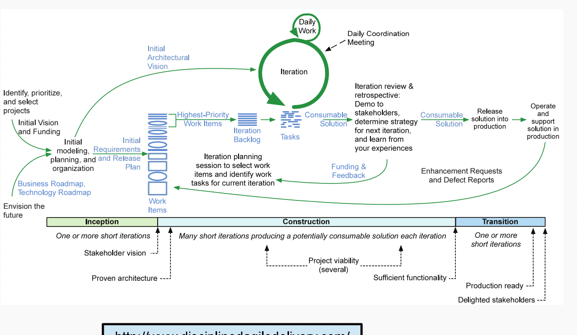 Daily
Work
Daily Coordination
Meeting
Initial
Architectural
Vision
Iteration
Identify, prioritize,
and select
projects
Initial Vision
and Funding
Initial
modeling,
planning, and
organization
Initial
Requirements
and Release
Plan
Business Roadmap,
Technology Roadmap
Envision the
future
Highest-Priority
Work Items
Iteration
Backlog
Tasks
Consumable
Solution
Iteration review &
retrospective:
Demo to
stakeholders,
determine strategy
for next iteration,
and learn from
your experiences
Consumable
Solution
Release
solution into
production
Operate
and
support
solution in
production
Iteration planning
session to select work
items and identify work
tasks for current iteration
Funding &
Feedback
Enhancement Requests
and Defect Reports
Work
Items
Inception
Construction
Transition
One or more short iterations
Many short iterations producing a potentially consumable solution each iteration
One or more
short iterations
Stakeholder vision
Proven architecture
Project viability
(several)
Sufficient functionality
Production ready
Delighted stakeholders
http://www.disciplinedagiledelivery.com/